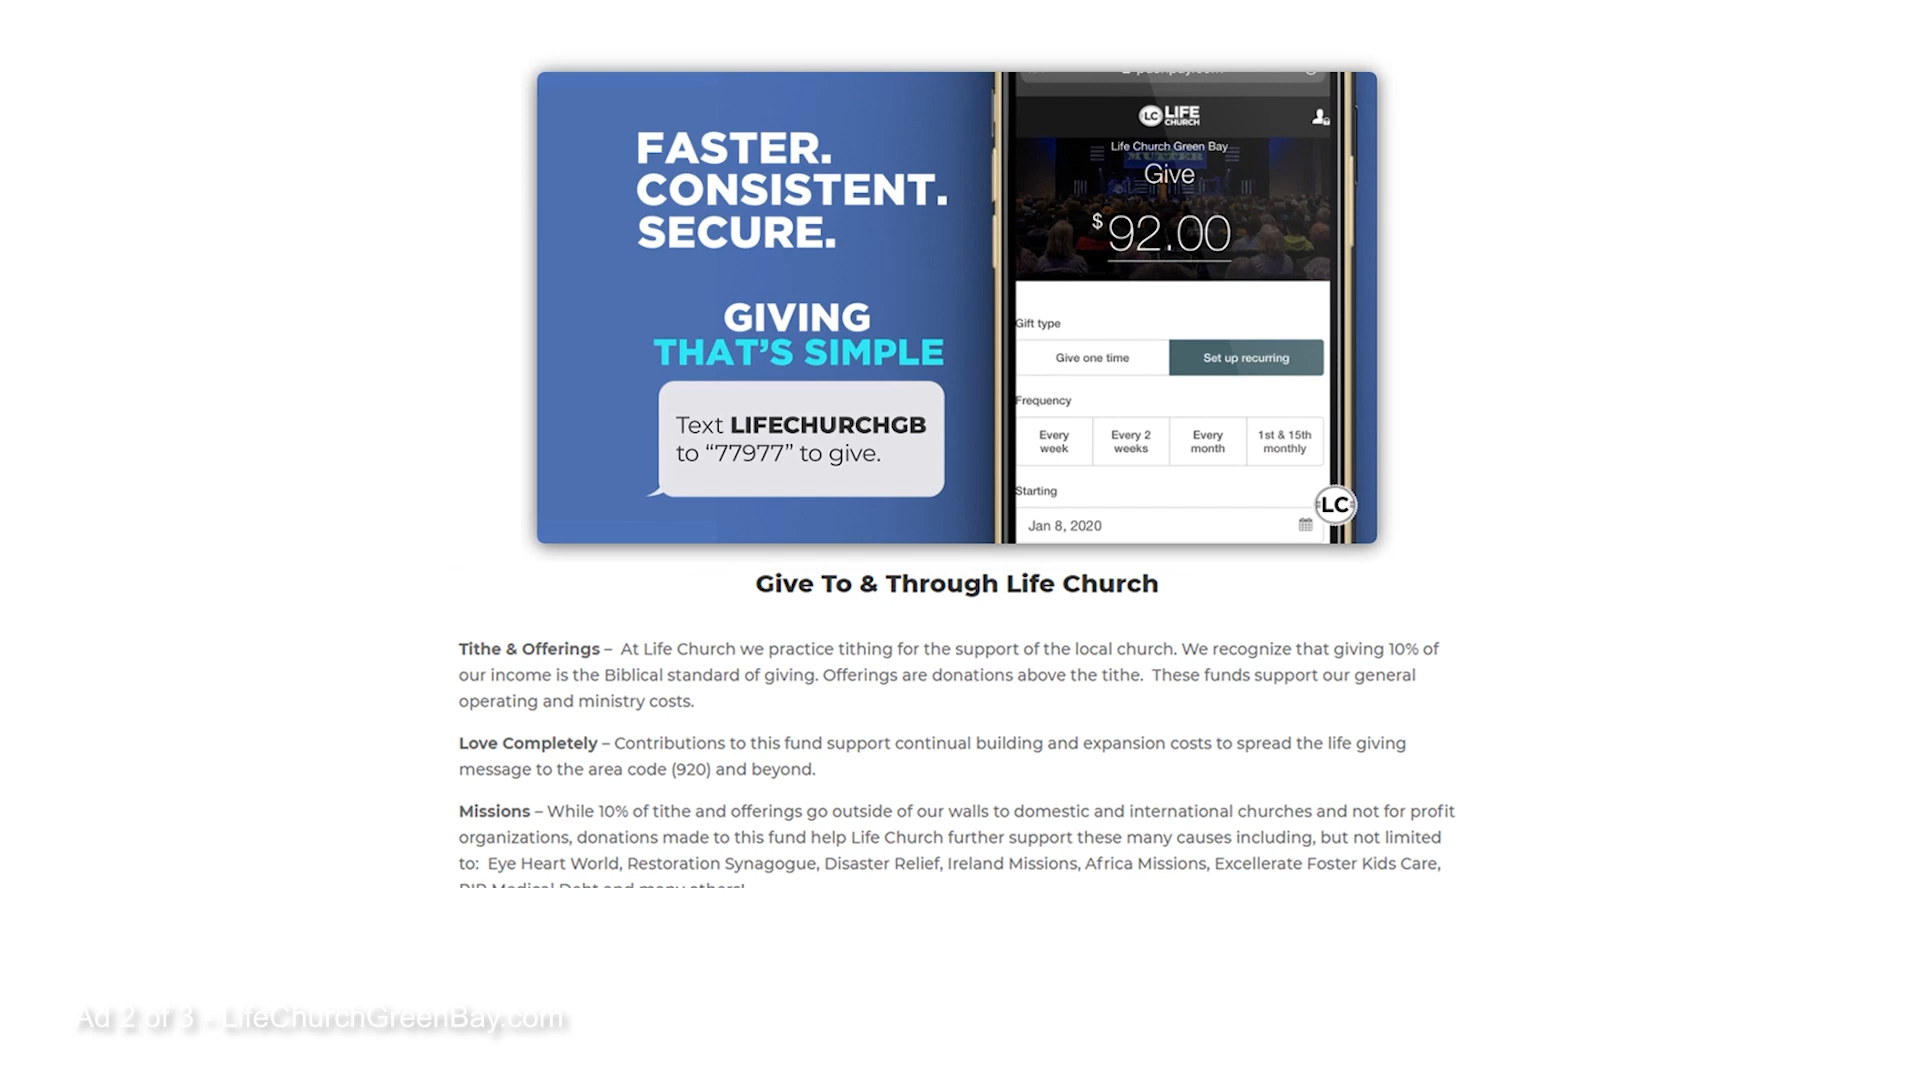 FASTER.
CONSISTENT.
SECURE.
GIVING
THAT'S SIMPLE
Text LIFECHURCHGB
to “77977” to give.
LC LIFE
CHURCH
Life Church Green Bay
Give
$92.00
Gift type
Give one time
Set up recurring
Frequency
Every
week
Every 2
weeks
Every
month
1st & 15th
monthly
Starting
Jan 8, 2020
LC
Give To & Through Life Church
Tithe & Offerings – At Life Church we practice tithing for the support of the local church. We recognize that giving 10% of
our income is the Biblical standard of giving. Offerings are donations above the tithe. These funds support our general
operating and ministry costs.
Love Completely – Contributions to this fund support continual building and expansion costs to spread the life giving
message to the area code (920) and beyond.
Missions – While 10% of tithe and offerings go outside of our walls to domestic and international churches and not for profit
organizations, donations made to this fund help Life Church further support these many causes including, but not limited
to: Eye Heart World, Restoration Synagogue, Disaster Relief, Ireland Missions, Africa Missions, Excellerate Foster Kids Care,
RIP Medical Debt and many others!
Ad 2 of 3 - LifeChurchGreenBay.com